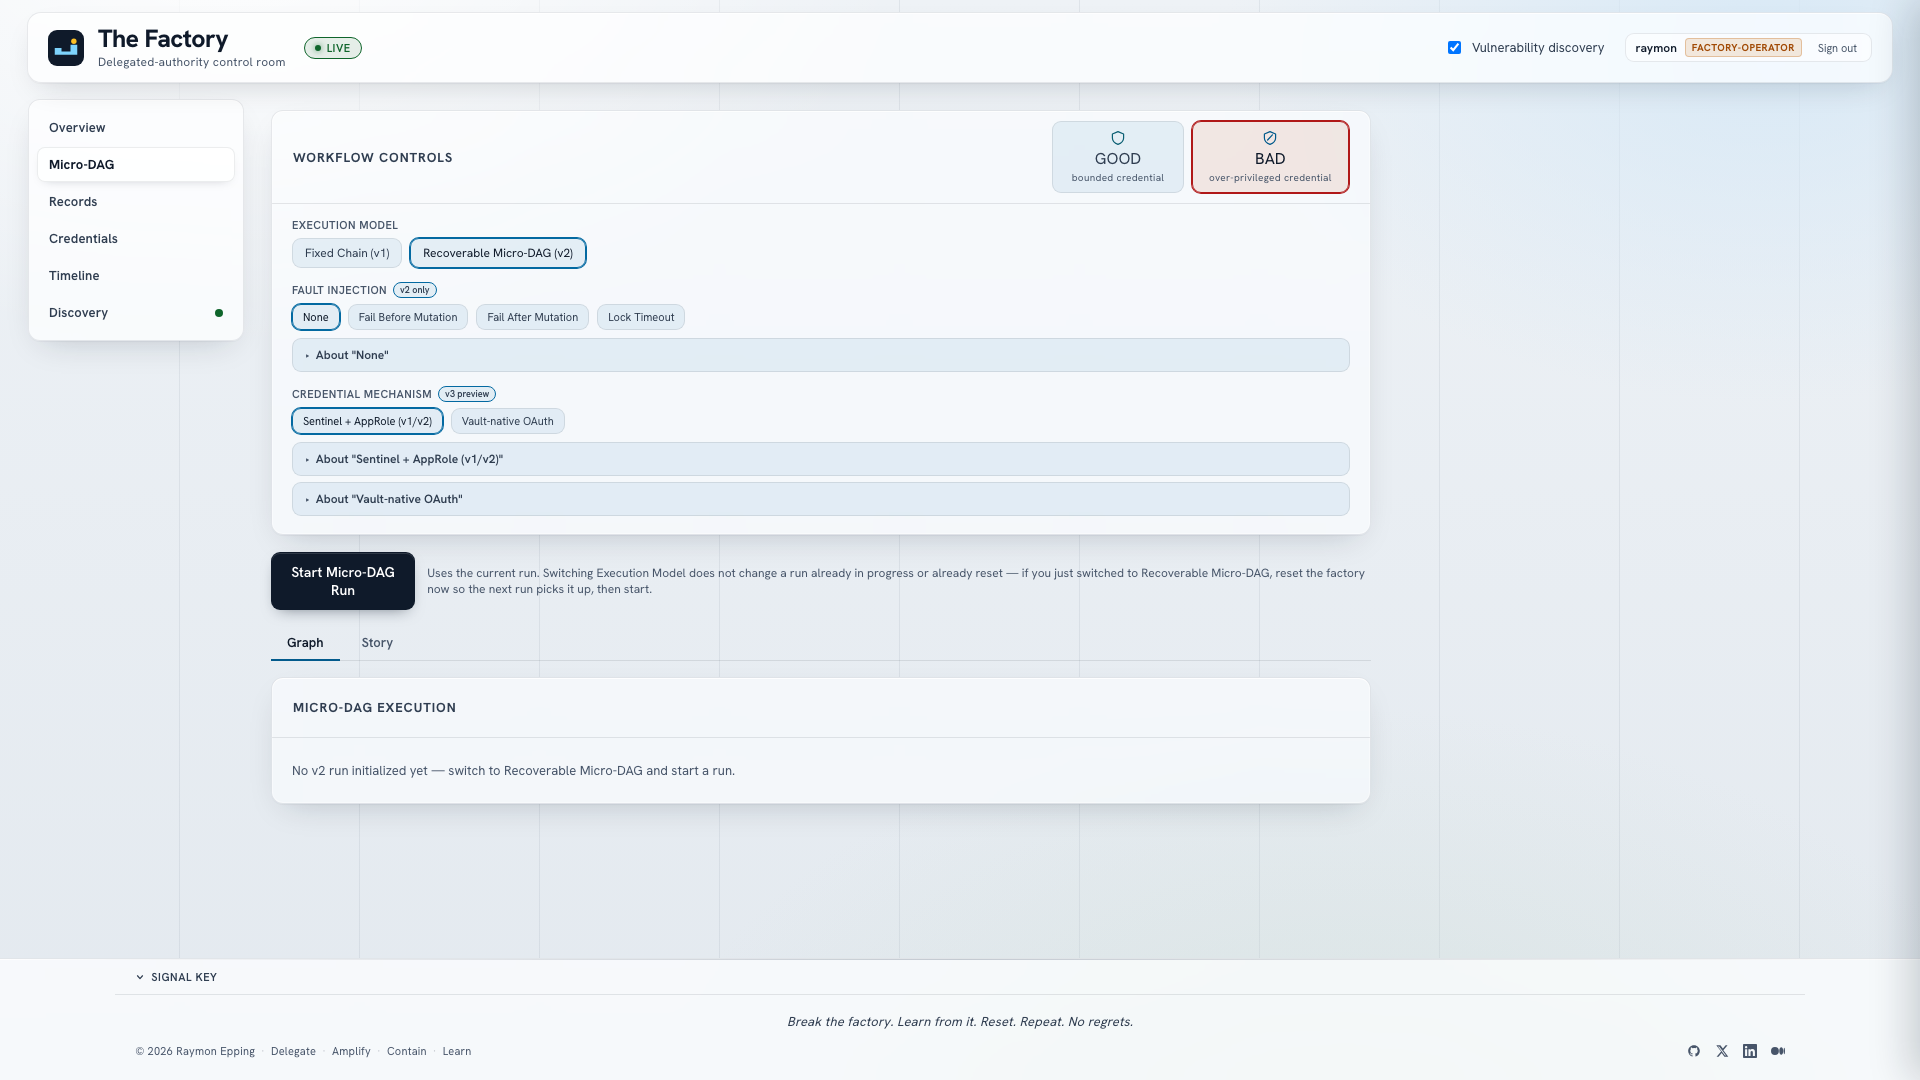 The Factory
Delegated-authority control room
LIVE
Vulnerability discovery
raymon
FACTORY-OPERATOR
Sign out
Overview
Micro-DAG
Records
Credentials
Timeline
Discovery
WORKFLOW CONTROLS
GOOD
bounded credential
BAD
over-privileged credential
EXECUTION MODEL
Fixed Chain (v1)
Recoverable Micro-DAG (v2)
FAULT INJECTION
v2 only
None
Fail Before Mutation
Fail After Mutation
Lock Timeout
About "None"
CREDENTIAL MECHANISM
v3 preview
Sentinel + AppRole (v1/v2)
Vault-native OAuth
About "Sentinel + AppRole (v1/v2)"
About "Vault-native OAuth"
Start Micro-DAG
Run
Uses the current run. Switching Execution Model does not change a run already in progress or already reset — if you just switched to Recoverable Micro-DAG, reset the factory
now so the next run picks it up, then start.
Graph
Story
MICRO-DAG EXECUTION
No v2 run initialized yet — switch to Recoverable Micro-DAG and start a run.
SIGNAL KEY
Break the factory. Learn from it. Reset. Repeat. No regrets.
© 2026 Raymon Epping · Delegate · Amplify · Contain · Learn